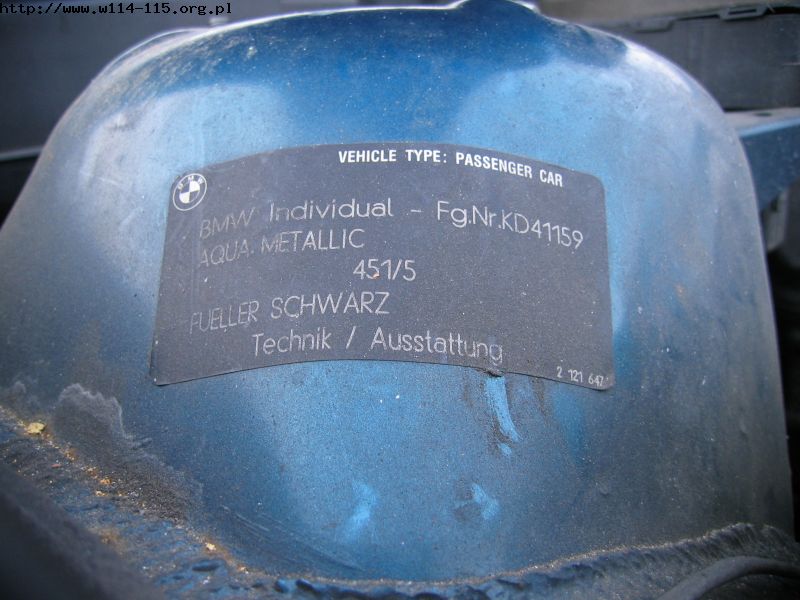 http://www.w114-115.org.pl
VEHICLE TYPE: PASSENGER CAR
BMW
BMW Individual - Fg.Nr.KD41159
AQUA METALLIC
451/5
FUELLER SCHWARZ
Technik / Ausstattung
2 121 647